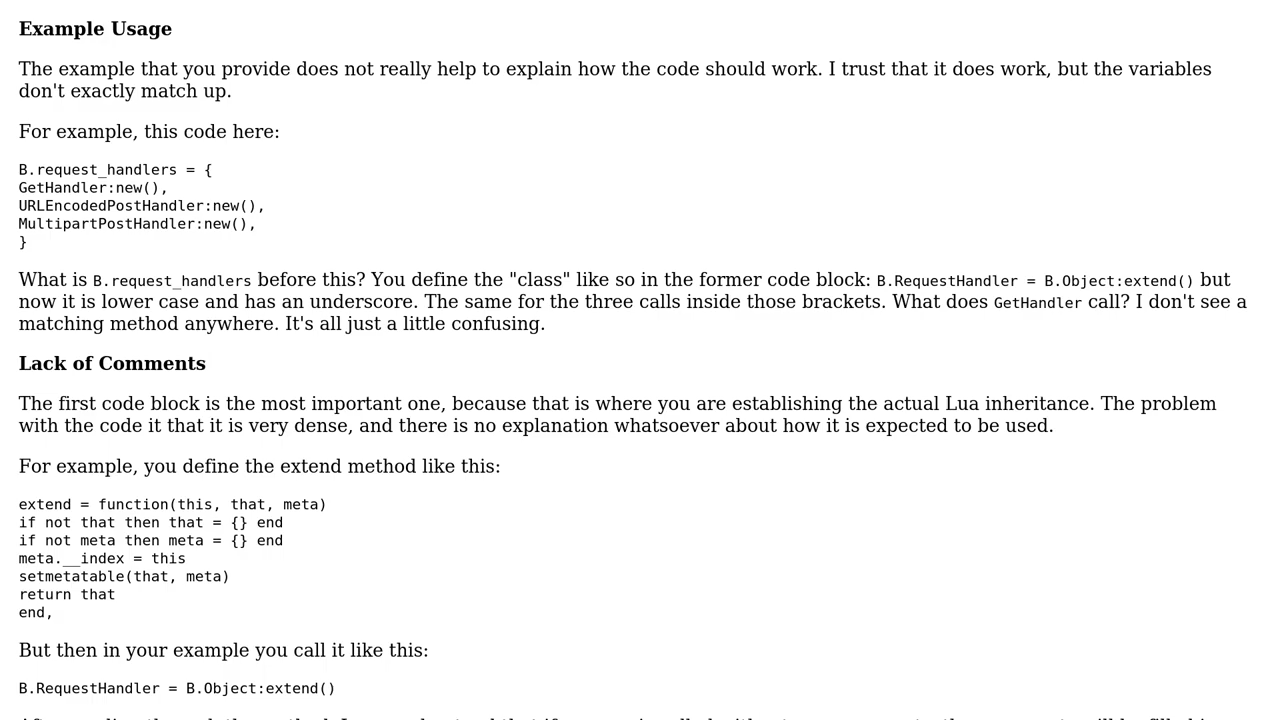 Example Usage
The example that you provide does not really help to explain how the code should work. I trust that it does work, but the variables
don't exactly match up.
For example, this code here:
B.request_handlers = {
GetHandler:new(),
URLEncodedPostHandler:new(),
MultipartPostHandler:new(),
}
What is B.request_handlers before this? You define the "class" like so in the former code block: B.RequestHandler = B.Object:extend() but
now it is lower case and has an underscore. The same for the three calls inside those brackets. What does GetHandler call? I don't see a
matching method anywhere. It's all just a little confusing.
Lack of Comments
The first code block is the most important one, because that is where you are establishing the actual Lua inheritance. The problem
with the code it that it is very dense, and there is no explanation whatsoever about how it is expected to be used.
For example, you define the extend method like this:
extend = function(this, that, meta)
if not that then that = {} end
if not meta then meta = {} end
meta.__index = this
setmetatable(that, meta)
return that
end,
But then in your example you call it like this:
B.RequestHandler = B.Object:extend()